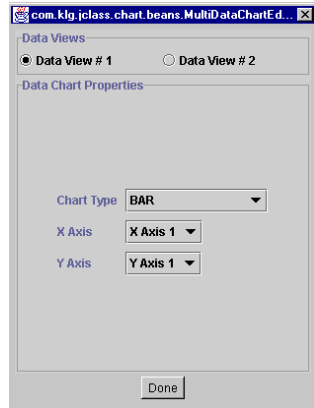 com.klg.jclass.chart.beans.MultiDataChartEd...
Data Views
Data View # 1 Data View # 2
Data Chart Properties
Chart Type BAR
X Axis X Axis 1
Y Axis Y Axis 1
Done